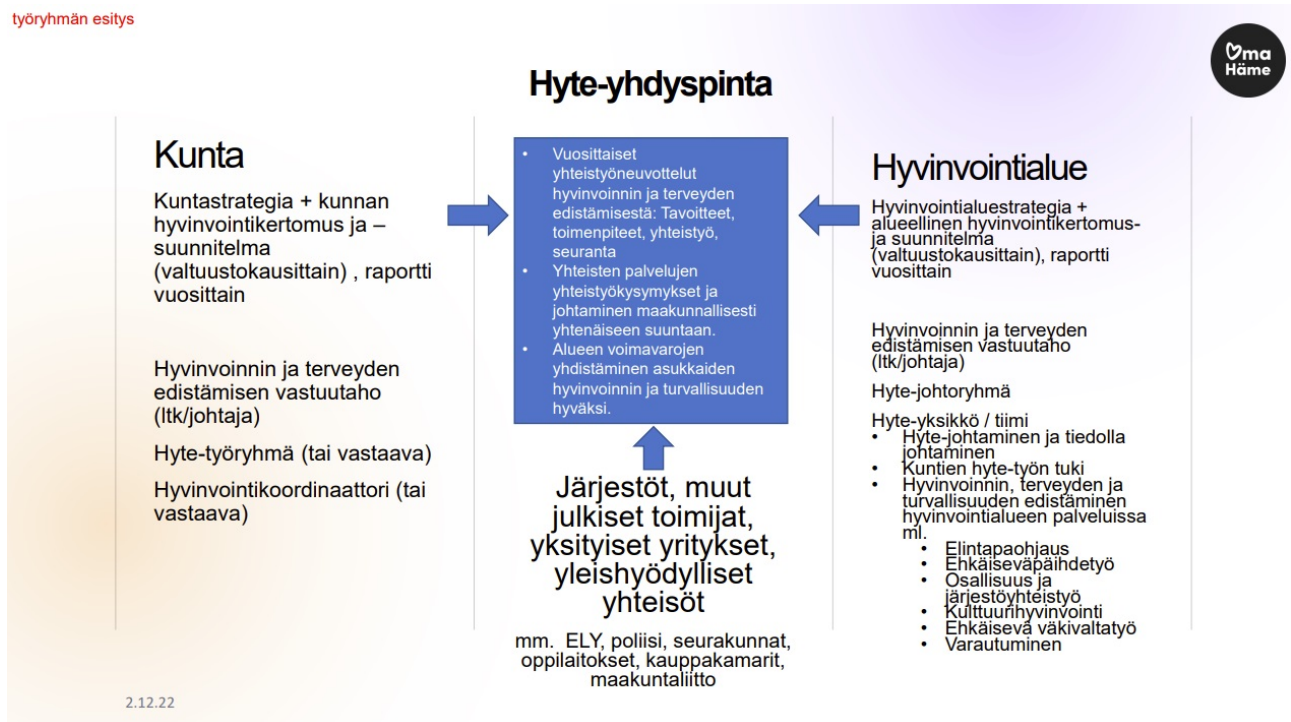 työryhmän esitys
♡ma
Häme
Hyte-yhdyspinta
Kunta
Kuntastrategia + kunnan
hyvinvointikertomus ja –
suunnitelma
(valtuustokausittain) , raportti
vuosittain
Hyvinvoinnin ja terveyden
edistämisen vastuutaho
(ltk/johtaja)
Hyte-työryhmä (tai vastaava)
Hyvinvointikoordinaattori (tai
vastaava)
• Vuosittaiset
yhteistyöneuvottelut
hyvinvoinnin ja terveyden
edistämisestä: Tavoitteet,
toimenpiteet, yhteistyö,
seuranta
• Yhteisten palvelujen
yhteistyökysymykset ja
johtaminen maakunnallisesti
yhtenäiseen suuntaan.
• Alueen voimavarojen
yhdistäminen asukkaiden
hyvinvoinnin ja turvallisuuden
hyväksi.
Järjestöt, muut
julkiset toimijat,
yksityiset yritykset,
yleishyödylliset
yhteisöt
mm. ELY, poliisi, seurakunnat,
oppilaitokset, kauppakamarit,
maakuntaliitto
Hyvinvointialue
Hyvinvointialuestrategia +
alueellinen hyvinvointikertomus-
ja suunnitelma
(valtuustokausittain), raportti
vuosittain
Hyvinvoinnin ja terveyden
edistämisen vastuutaho
(ltk/johtaja)
Hyte-johtoryhmä
Hyte-yksikkö / tiimi
• Hyte-johtaminen ja tiedolla
johtaminen
• Kuntien hyte-työn tuki
• Hyvinvoinnin, terveyden ja
turvallisuuden edistäminen
hyvinvointialueen palveluissa
ml.
• Elintapaohjaus
• Ehkäiseväpäihdetyö
• Osallisuus ja
järjestöyhteistyö
• Kulttuurihyvinvointi
• Ehkäisevä väkivaltatyö
• Varautuminen
2.12.22